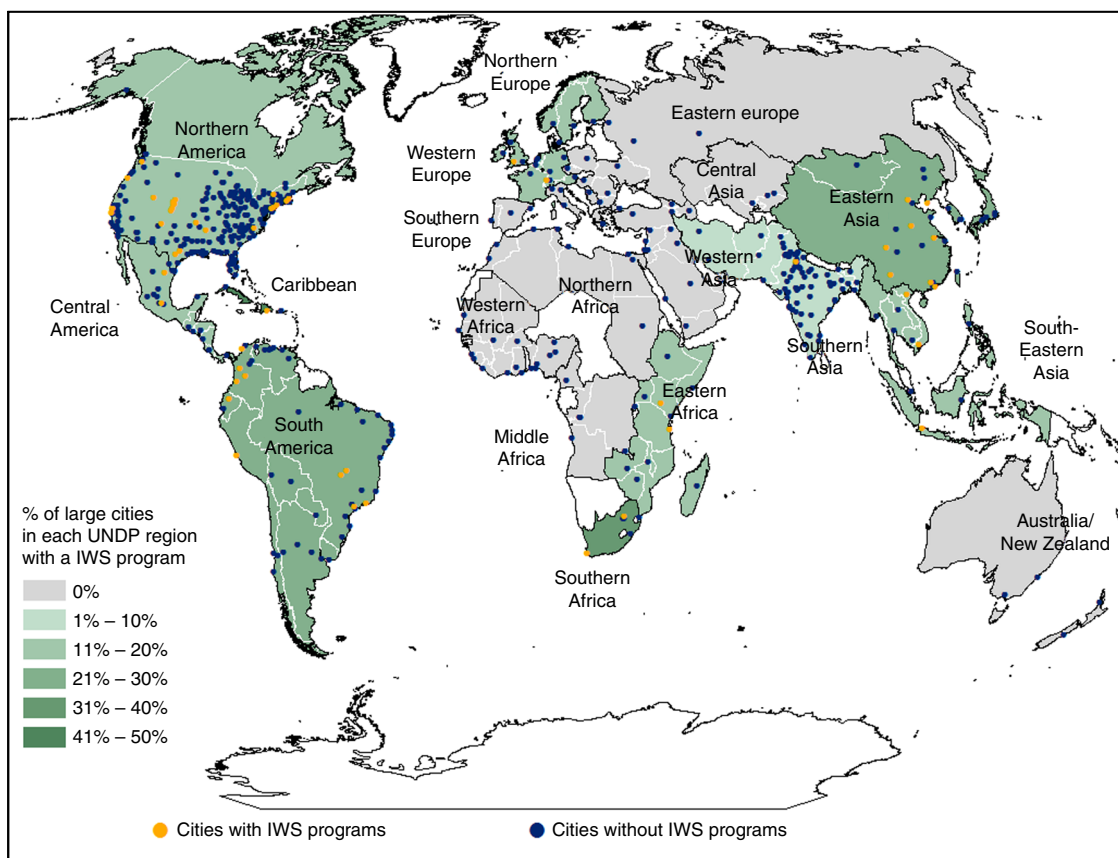 Northern
Europe
Northern
America
Eastern europe
Western
Europe
Central
Asia
Eastern
Asia
Southern
Europe
Western
Asia
Caribbean
Northern
Africa
Central
America
Western
Africa
South-
Eastern
Asia
Southern
Asia
Eastern
Africa
South
America
Middle
Africa
Australia/
New Zealand
Southern
Africa
% of large cities
in each UNDP region
with a IWS program
0%
1% – 10%
11% – 20%
21% – 30%
31% – 40%
41% – 50%
Cities with IWS programs
Cities without IWS programs